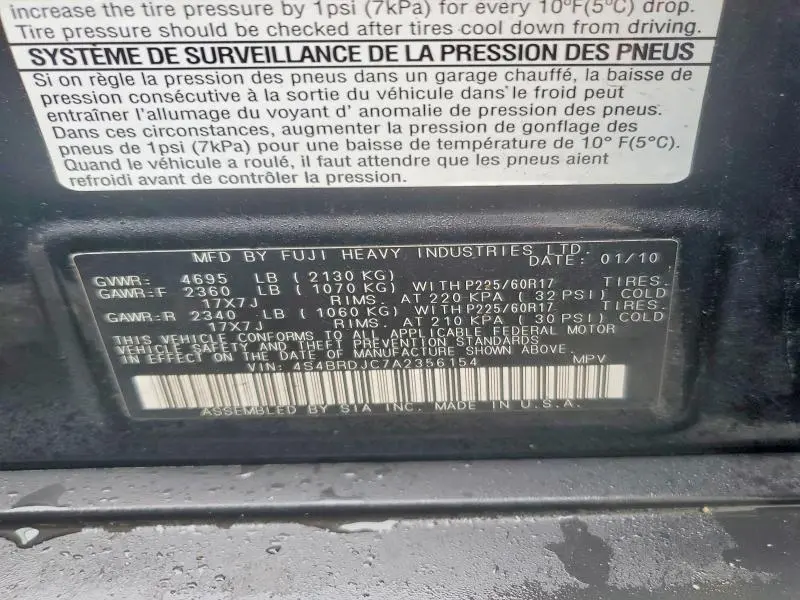 increase the tire pressure by 1psi (7kPa) for every 10°F(5°C) drop.
Tire pressure should be checked after tires cool down from driving.
SYSTÈME DE SURVEILLANCE DE LA PRESSION DES PNEUS
Si on règle la pression des pneus dans un garage chauffé, la baisse de
pression consécutive à la sortie du véhicule dans le froid peut
entraîner l'allumage du voyant d' anomalie de pression des pneus.
Dans ces circonstances, augmenter la pression de gonflage des
pneus de 1psi (7kPa) pour une baisse de température de 10° F(5°C).
Quand le véhicule a roulé, il faut attendre que les pneus aient
refroidi avant de contrôler la pression.
MFD BY FUJI HEAVY INDUSTRIES LTD.
DATE: 01/10
GVWR: 4695 LB ( 2130 KG)
GAWR:F 2360 LB ( 1070 KG) WITH P225/60R17 TIRES.
17X7J RIMS. AT 220 KPA ( 32 PSI) COLD
GAWR:R 2340 LB ( 1060 KG) WITH P225/60R17 TIRES.
17X7J RIMS. AT 210 KPA ( 30 PSI) COLD
THIS VEHICLE CONFORMS TO ALL APPLICABLE FEDERAL MOTOR
VEHICLE SAFETY AND THEFT PREVENTION STANDARDS
IN EFFECT ON THE DATE OF MANUFACTURE SHOWN ABOVE.
VIN: 4S4BRDJC7A2356154 MPV
ASSEMBLED BY SIA INC. MADE IN U.S.A.